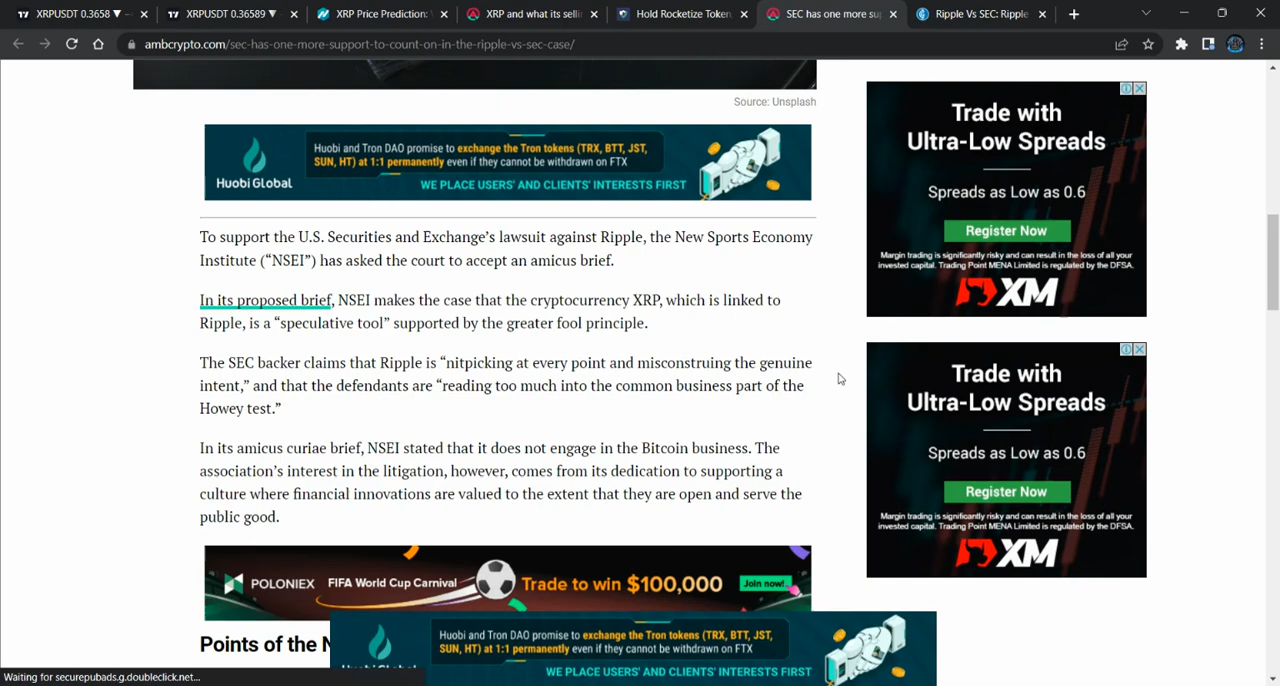 XRPUSDT 0.3658 ▼
XRPUSDT 0.36589 ▼
XRP Price Prediction:
XRP and what its selli
Hold Rocketize Token
SEC has one more su
Ripple Vs SEC: Ripple
ambcrypto.com/sec-has-one-more-support-to-count-on-in-the-ripple-vs-sec-case/
Source: Unsplash
Huobi Global
Huobi and Tron DAO promise to exchange the Tron tokens (TRX, BTT, JST,
SUN, HT) at 1:1 permanently even if they cannot be withdrawn on FTX
WE PLACE USERS' AND CLIENTS' INTERESTS FIRST
To support the U.S. Securities and Exchange's lawsuit against Ripple, the New Sports Economy
Institute (“NSEI”) has asked the court to accept an amicus brief.
In its proposed brief, NSEI makes the case that the cryptocurrency XRP, which is linked to
Ripple, is a “speculative tool” supported by the greater fool principle.
The SEC backer claims that Ripple is “nitpicking at every point and misconstruing the genuine
intent,” and that the defendants are “reading too much into the common business part of the
Howey test.”
In its amicus curiae brief, NSEI stated that it does not engage in the Bitcoin business. The
association's interest in the litigation, however, comes from its dedication to supporting a
culture where financial innovations are valued to the extent that they are open and serve the
public good.
POLONIEX FIFA World Cup Carnival Trade to win $100,000 Join now!
Points of the N
Huobi and Tron DAO promise to exchange the Tron tokens (TRX, BTT, JST,
SUN, HT) at 1:1 permanently even if they cannot be withdrawn on FTX
WE PLACE USERS' AND CLIENTS' INTERESTS FIRST
Huobi Global
Trade with
Ultra-Low Spreads
Spreads as Low as 0.6
Register Now
Margin trading is significantly risky and can result in the loss of all your
invested capital. Trading Point MENA Limited is regulated by the DFSA.
XM
Trade with
Ultra-Low Spreads
Spreads as Low as 0.6
Register Now
Margin trading is significantly risky and can result in the loss of all your
invested capital. Trading Point MENA Limited is regulated by the DFSA.
XM
Waiting for securepubads.g.doubleclick.net...